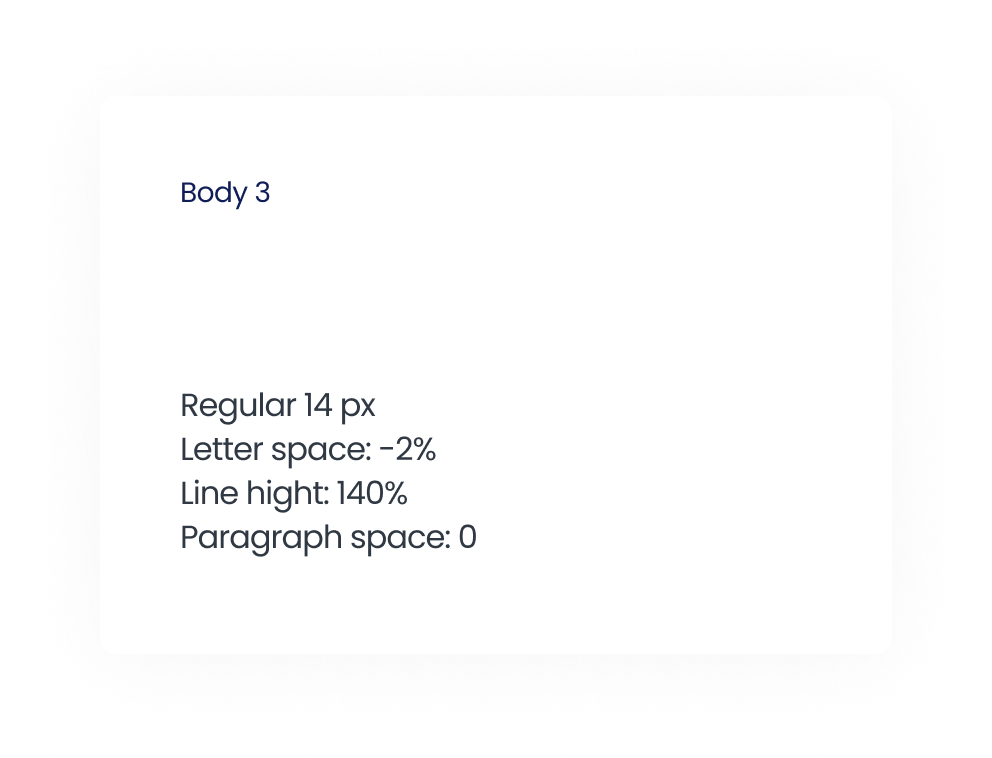 Body 3
Regular 14 px
Letter space: -2%
Line hight: 140%
Paragraph space: 0